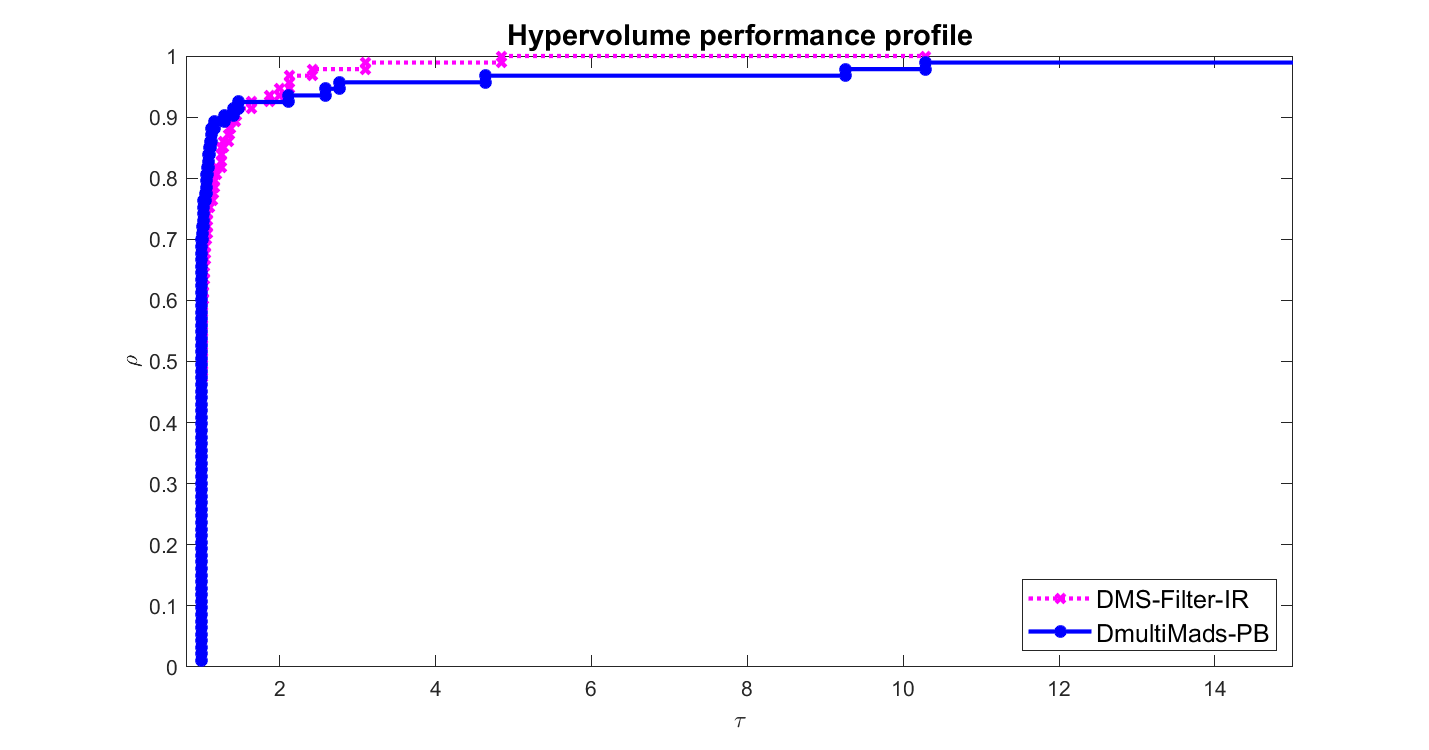 Hypervolume performance profile
1
0.9
0.8
0.7
0.6
0.5
0.4
0.3
0.2
0.1
0
ρ
2 4 6 8 10 12 14
τ
DMS-Filter-IR
DmultiMads-PB